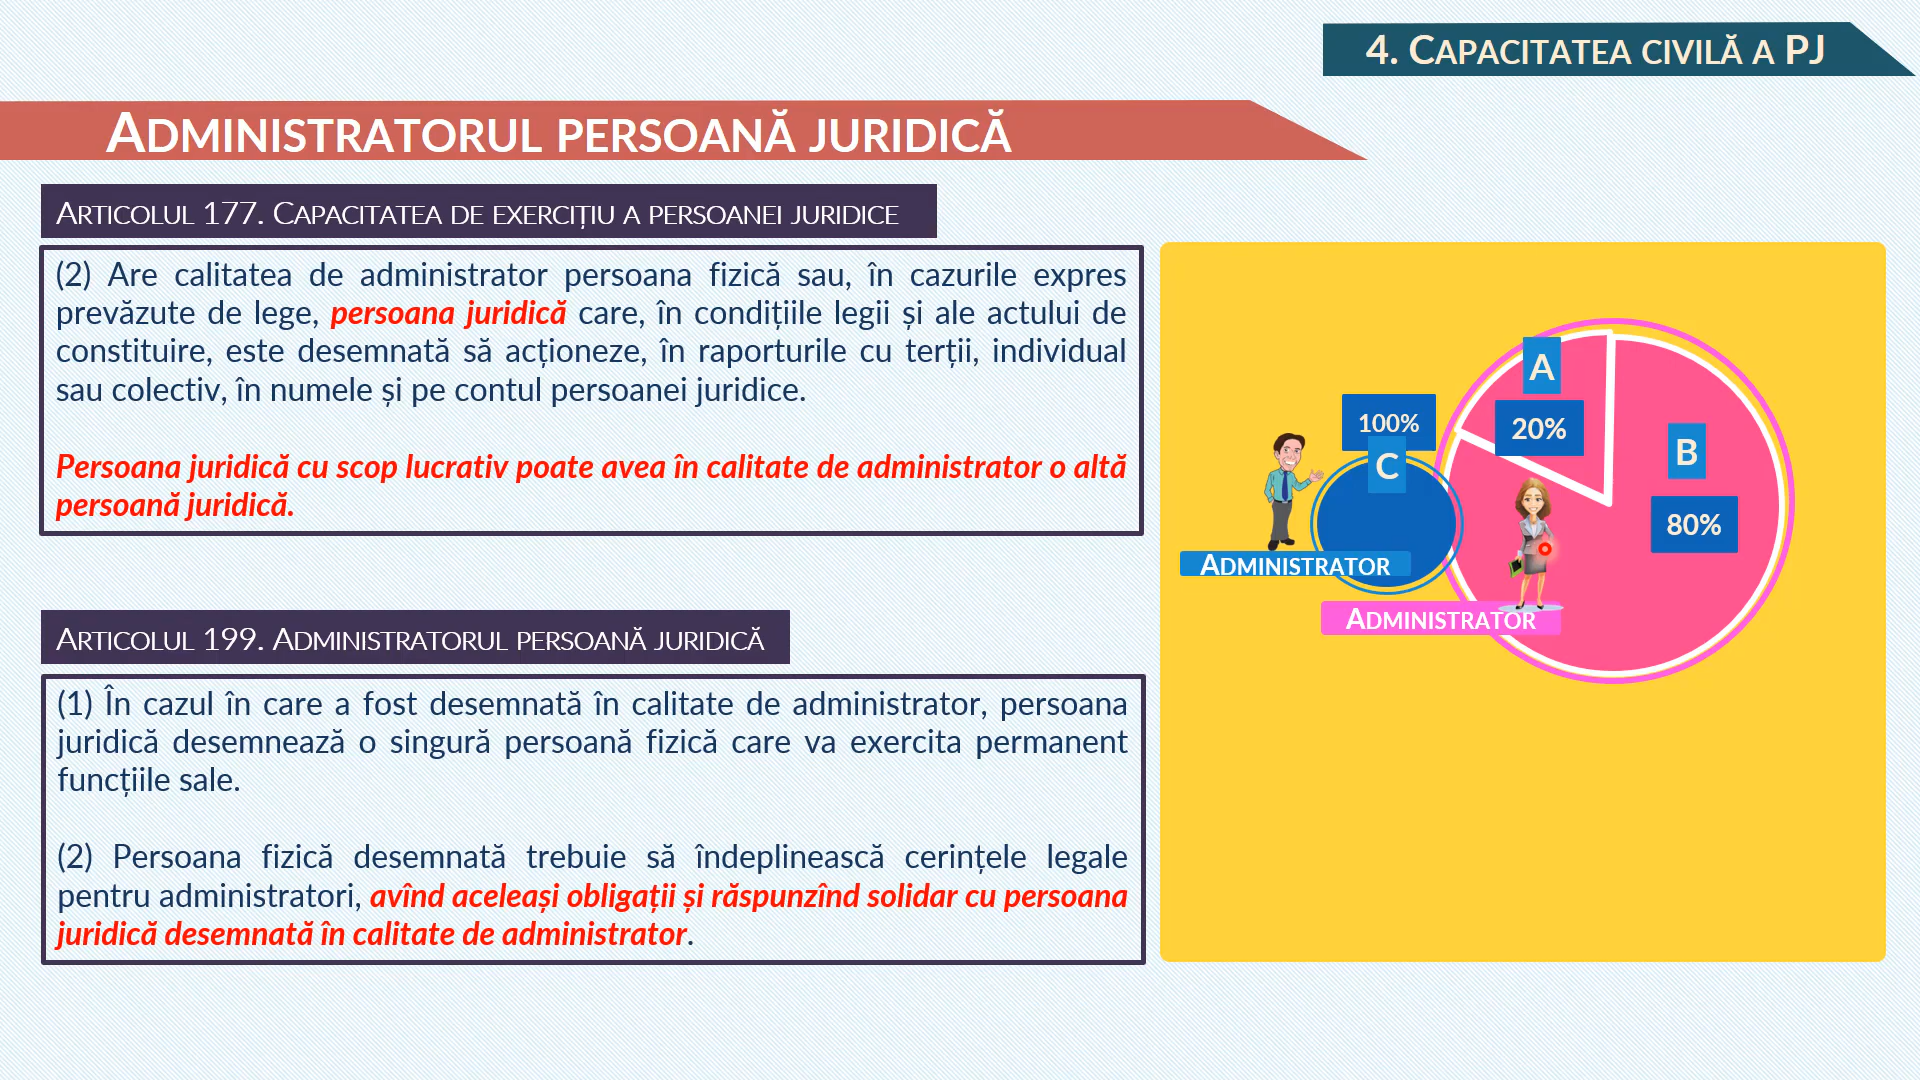 4. CAPACITATEA CIVILĂ A PJ
ADMINISTRATORUL PERSOANĂ JURIDICĂ
ARTICOLUL 177. CAPACITATEA DE EXERCIȚIU A PERSOANEI JURIDICE
(2) Are calitatea de administrator persoana fizică sau, în cazurile expres
prevăzute de lege, persoana juridică care, în condițiile legii și ale actului de
constituire, este desemnată să acționeze, în raporturile cu terții, individual
sau colectiv, în numele și pe contul persoanei juridice.
Persoana juridică cu scop lucrativ poate avea în calitate de administrator o altă
persoană juridică.
ARTICOLUL 199. ADMINISTRATORUL PERSOANĂ JURIDICĂ
(1) În cazul în care a fost desemnată în calitate de administrator, persoana
juridică desemnează o singură persoană fizică care va exercita permanent
funcțiile sale.
(2) Persoana fizică desemnată trebuie să îndeplinească cerințele legale
pentru administratori, avînd aceleași obligații și răspunzînd solidar cu persoana
juridică desemnată în calitate de administrator.
A
20%
B
80%
100%
C
ADMINISTRATOR
ADMINISTRATOR